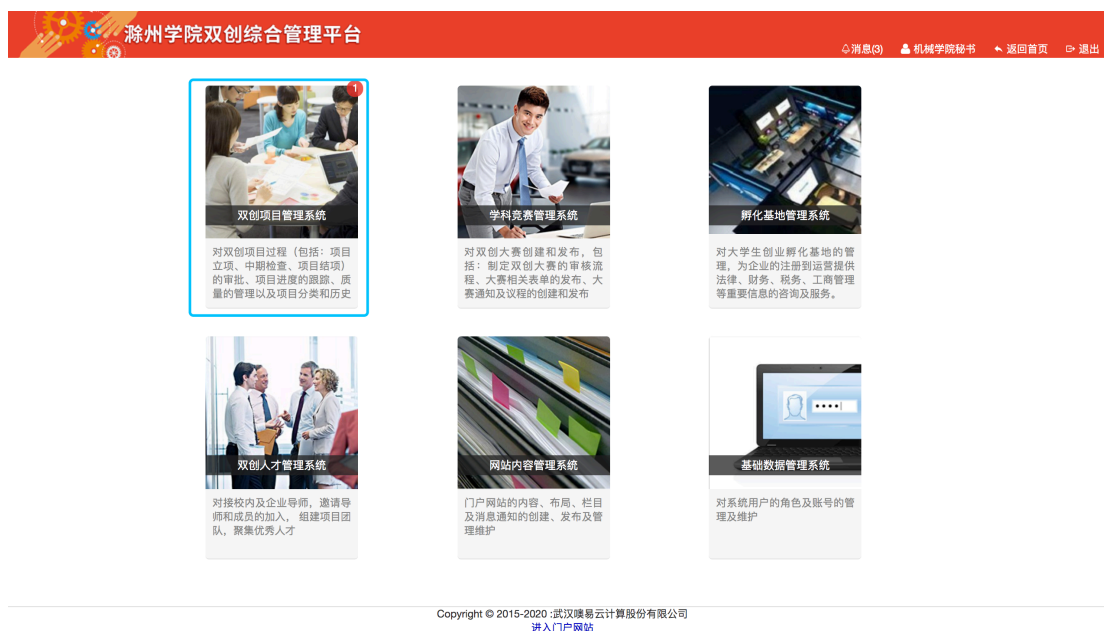 滁州学院双创综合管理平台
消息(3) 机械学院秘书 返回首页 退出
1
双创项目管理系统
对双创项目过程（包括：项目
立项、中期检查、项目结项）
的审批、项目进度的跟踪、质
量的管理以及项目分类和历史
学科竞赛管理系统
对双创大赛创建和发布，包
括：制定双创大赛的审核流
程、大赛相关表单的发布、大
赛通知及议程的创建和发布
孵化基地管理系统
对大学生创业孵化基地的管
理，为企业的注册到运营提供
法律、财务、税务、工商管理
等重要信息的咨询及服务。
双创人才管理系统
对接校内及企业导师，邀请导
师和成员的加入， 组建项目团
队，聚集优秀人才
网站内容管理系统
门户网站的内容、布局、栏目
及消息通知的创建、发布及管
理维护
基础数据管理系统
对系统用户的角色及账号的管
理及维护
Copyright © 2015-2020 :武汉噢易云计算股份有限公司
进入门户网站